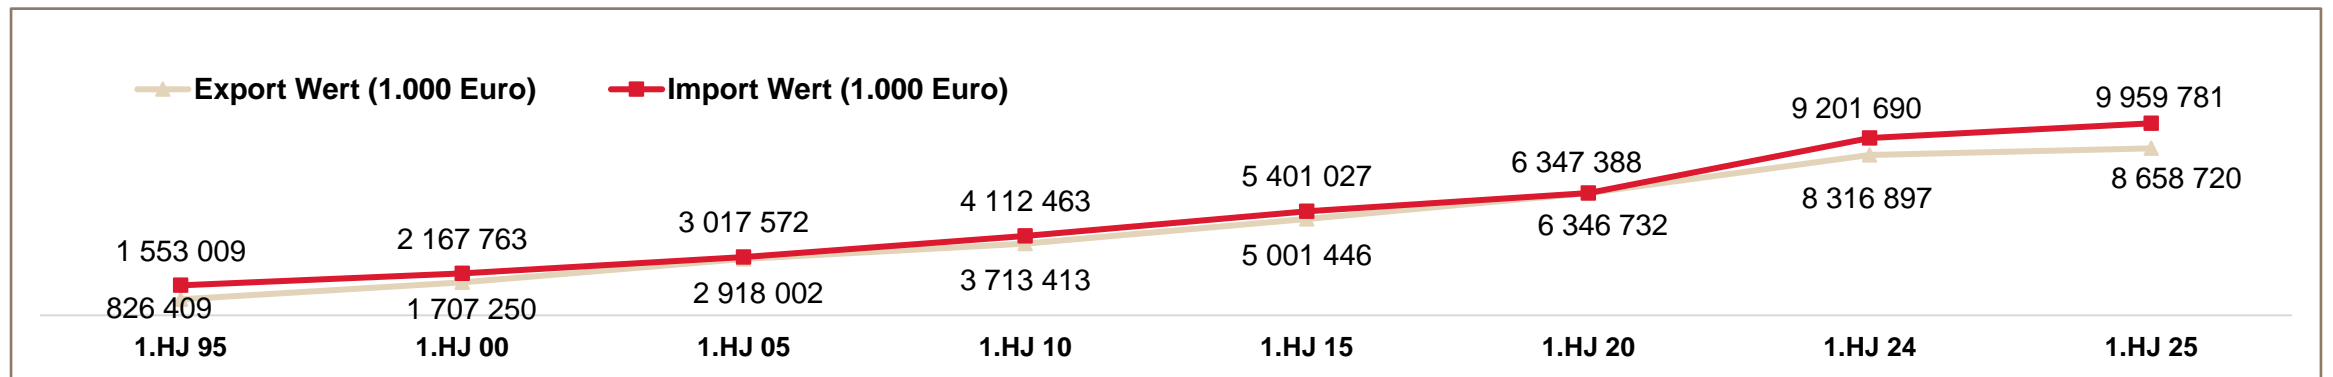 Export Wert (1.000 Euro) Import Wert (1.000 Euro)
1 553 009 2 167 763 3 017 572 4 112 463 5 401 027 6 347 388 9 201 690 9 959 781
826 409 1 707 250 2 918 002 3 713 413 5 001 446 6 346 732 8 316 897 8 658 720
1.HJ 95 1.HJ 00 1.HJ 05 1.HJ 10 1.HJ 15 1.HJ 20 1.HJ 24 1.HJ 25